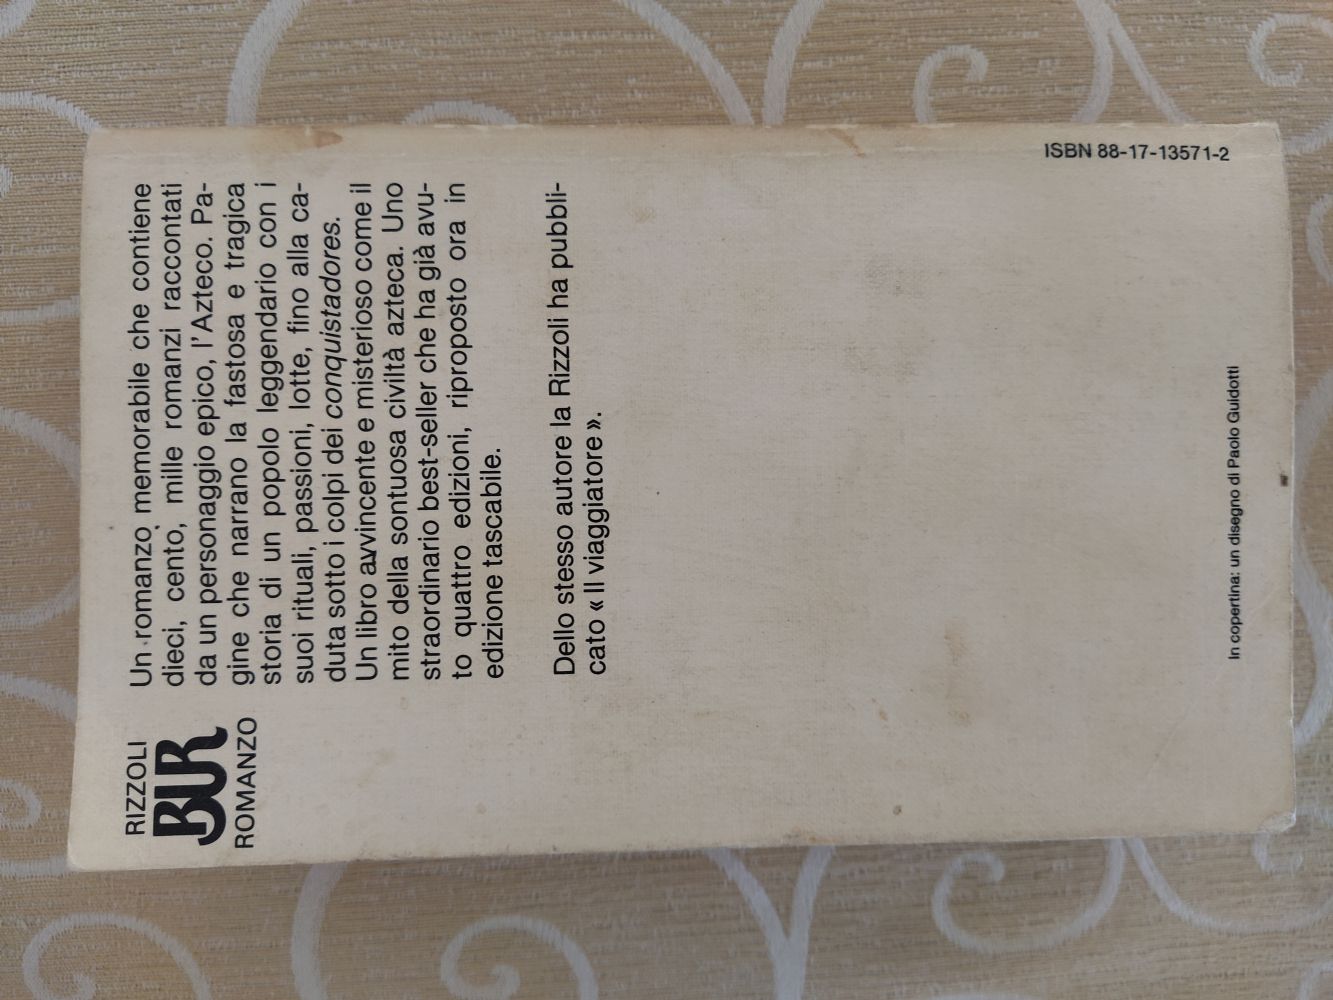 RIZZOLI
BUR
ROMANZO
Un romanzo memorabile che contiene
dieci, cento, mille romanzi raccontati
da un personaggio epico, l'Azteco. Pa-
gine che narrano la fastosa e tragica
storia di un popolo leggendario con i
suoi rituali, passioni, lotte, fino alla ca-
duta sotto i colpi dei conquistadores.
Un libro avvincente e misterioso come il
mito della sontuosa civiltà azteca. Uno
straordinario best-seller che ha già avu-
to quattro edizioni, riproposto ora in
edizione tascabile.
Dello stesso autore la Rizzoli ha pubbli-
cato « Il viaggiatore ».
In copertina: un disegno di Paolo Guidotti
ISBN 88-17-13571-2